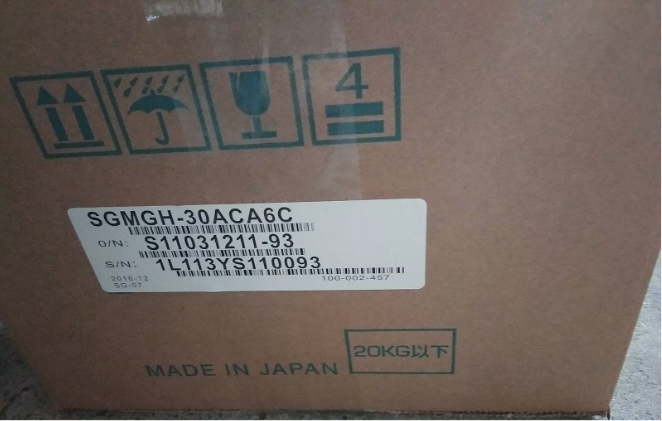 4
SGMGH-30ACA6C
O/N: S11031211-93
S/N: 1L113YS110093
2016-12 100-002-457
SG-07
20KG以下
MADE IN JAPAN